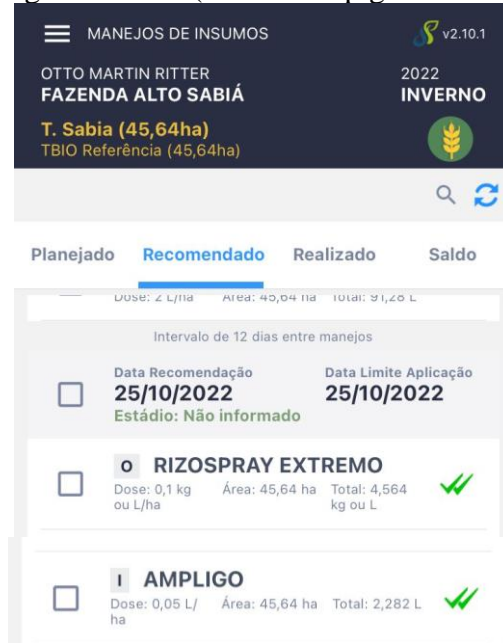 MANEJOS DE INSUMOS v2.10.1
OTTO MARTIN RITTER 2022
FAZENDA ALTO SABIÁ INVERNO
T. Sabia (45,64ha)
TBIO Referência (45,64ha)
Planejado Recomendado Realizado Saldo
Dose: 2 L/ha Área: 45,64 ha Total: 91,28 L
Intervalo de 12 dias entre manejos
Data Recomendação Data Limite Aplicação
25/10/2022 25/10/2022
Estádio: Não informado
O RIZOSPRAY EXTREMO
Dose: 0,1 kg Área: 45,64 ha Total: 4,564
ou L/ha kg ou L
I AMPLIGO
Dose: 0,05 L/ Área: 45,64 ha Total: 2,282 L
ha